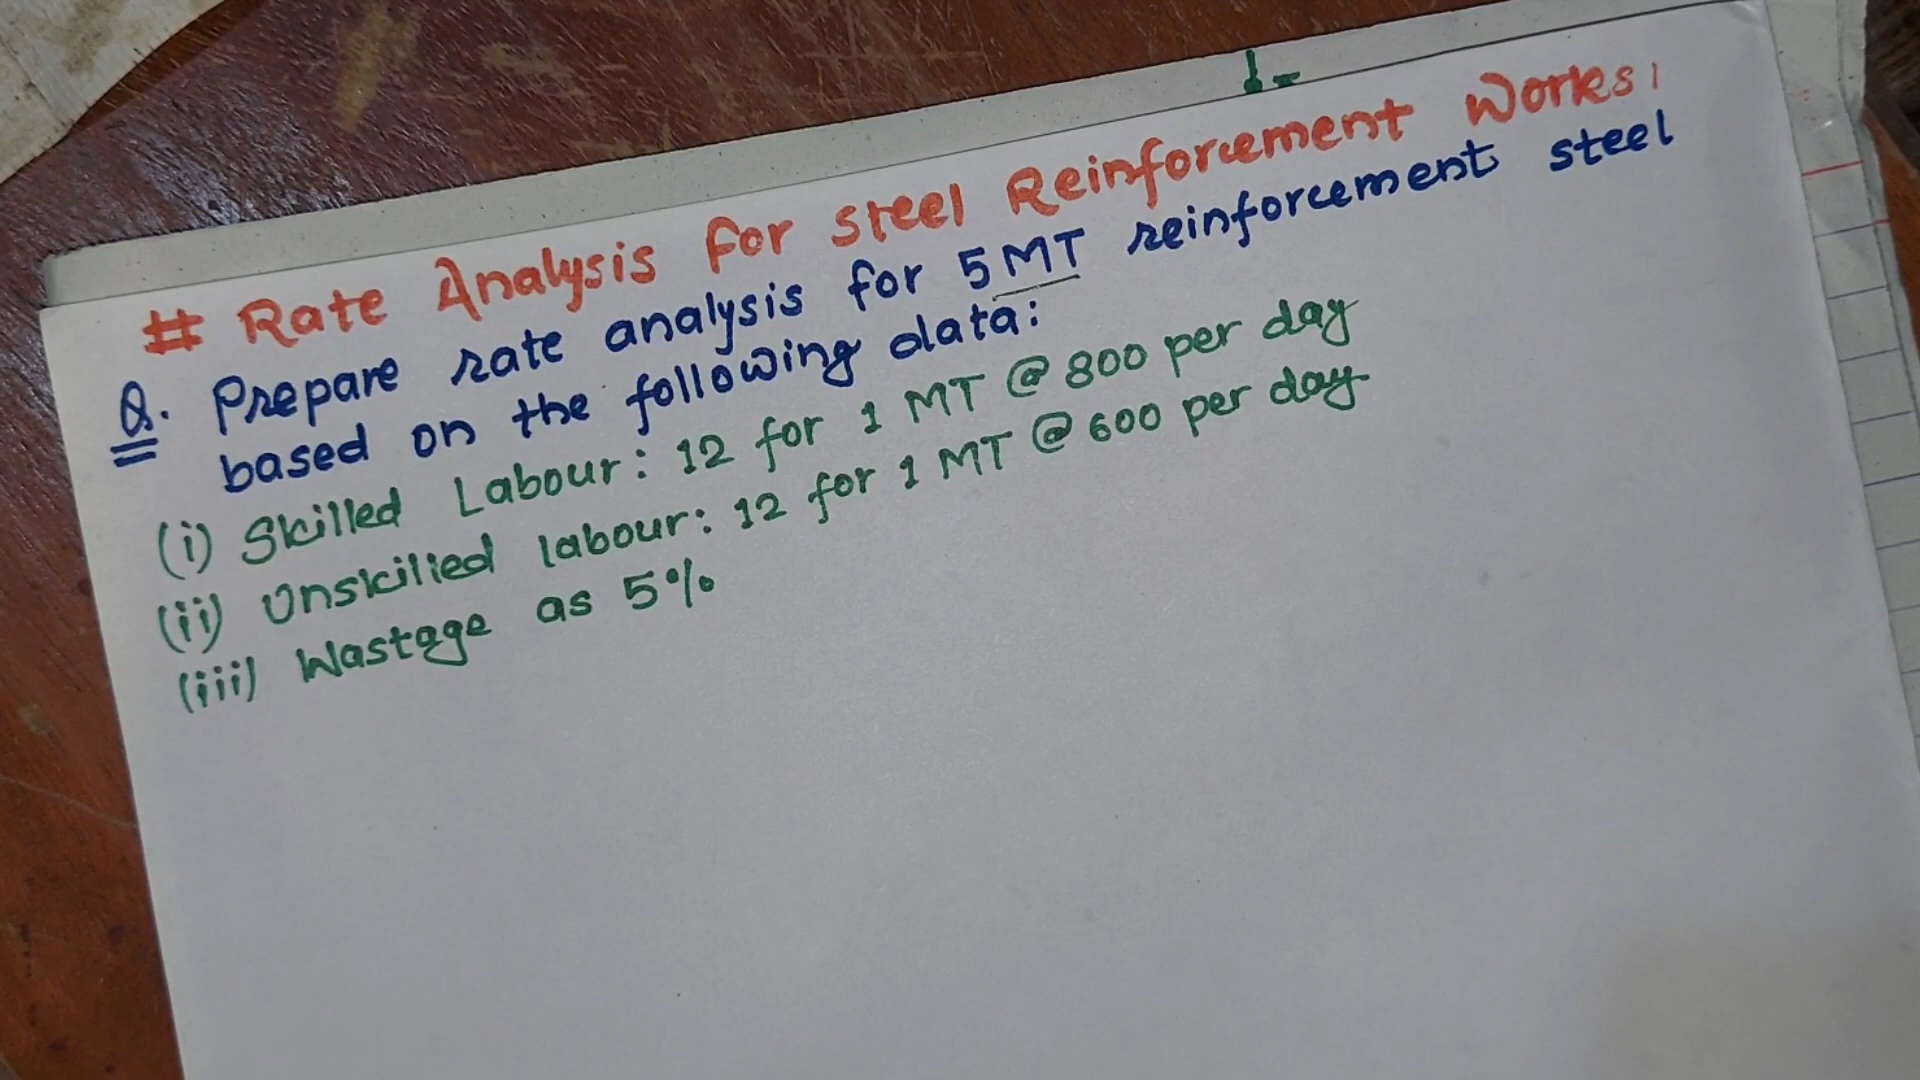 # Rate Analysis for steel Reinforcement Works:
Q. Prepare rate analysis for 5 MT reinforcement steel
based on the following data:
(i) Skilled Labour: 12 for 1 MT @ 800 per day
(ii) Unskilled labour: 12 for 1 MT @ 600 per day
(iii) Wastage as 5%